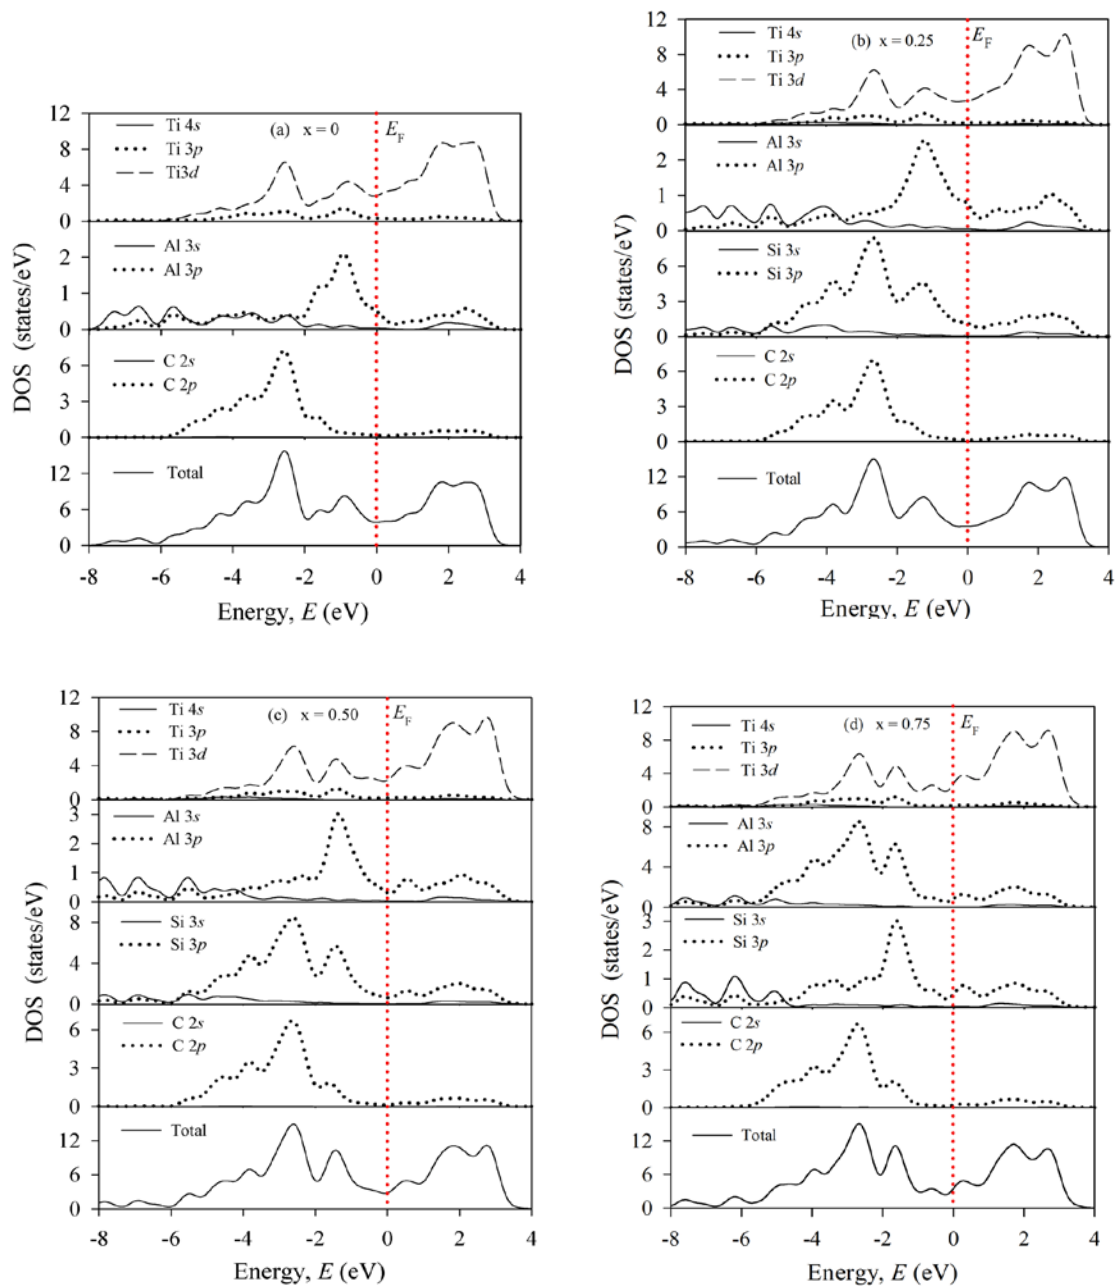 (a) x = 0
E_F
Ti 4s
Ti 3p
Ti3d
12
8
4
0
Al 3s
Al 3p
2
1
0
C 2s
C 2p
6
3
0
Total
12
6
0
DOS (states/eV)
-8 -6 -4 -2 0 2 4
Energy, E (eV)
(b) x = 0.25
E_F
Ti 4s
Ti 3p
Ti 3d
12
8
4
0
Al 3s
Al 3p
2
1
0
Si 3s
Si 3p
6
3
0
C 2s
C 2p
6
3
0
Total
12
6
0
DOS (states/eV)
-8 -6 -4 -2 0 2 4
Energy, E (eV)
(c) x = 0.50
E_F
Ti 4s
Ti 3p
Ti 3d
12
8
4
0
Al 3s
Al 3p
3
2
1
0
Si 3s
Si 3p
8
4
0
C 2s
C 2p
6
3
0
Total
12
6
0
DOS (states/eV)
-8 -6 -4 -2 0 2 4
Energy, E (eV)
(d) x = 0.75
E_F
Ti 4s
Ti 3p
Ti 3d
12
8
4
0
Al 3s
Al 3p
8
4
0
Si 3s
Si 3p
3
2
1
0
C 2s
C 2p
6
3
0
Total
12
6
0
DOS (states/eV)
-8 -6 -4 -2 0 2 4
Energy, E (eV)